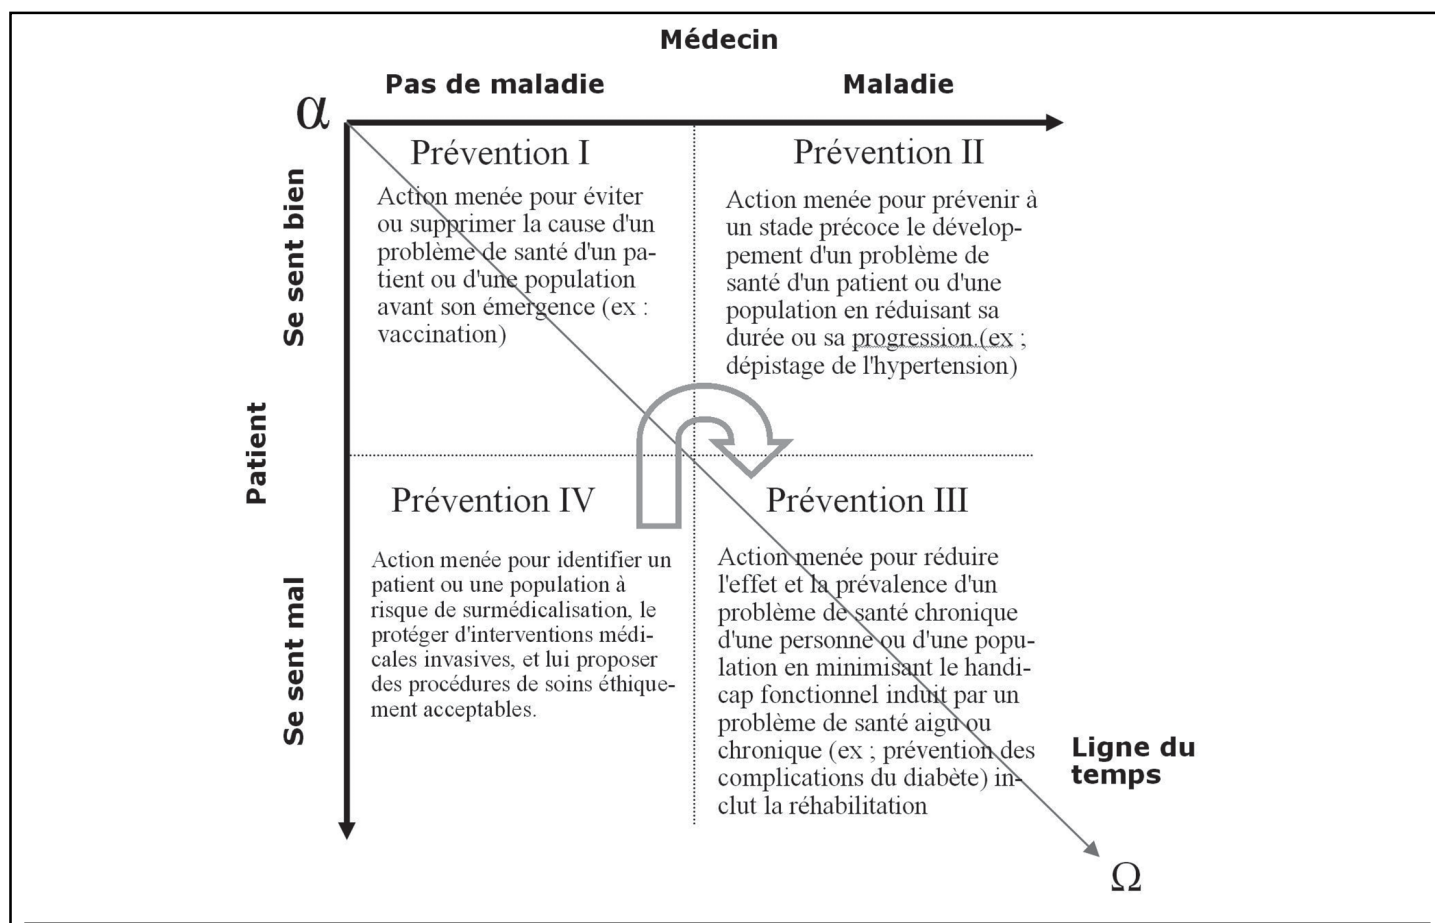 Médecin
Pas de maladie
Maladie
α
Prévention I
Action menée pour éviter
ou supprimer la cause d'un
problème de santé d'un pa-
tient ou d'une population
avant son émergence (ex :
vaccination)
Prévention II
Action menée pour prévenir à
un stade précoce le dévelop-
pement d'un problème de
santé d'un patient ou d'une
population en réduisant sa
durée ou sa progression.(ex ;
dépistage de l'hypertension)
Se sent bien
Patient
Se sent mal
Prévention IV
Action menée pour identifier un
patient ou une population à
risque de surmédicalisation, le
protéger d'interventions médi-
cales invasives, et lui proposer
des procédures de soins éthique-
ment acceptables.
Prévention III
Action menée pour réduire
l'effet et la prévalence d'un
problème de santé chronique
d'une personne ou d'une popu-
lation en minimisant le handi-
cap fonctionnel induit par un
problème de santé aigu ou
chronique (ex ; prévention des
complications du diabète) in-
clut la réhabilitation
Ligne du
temps
Ω